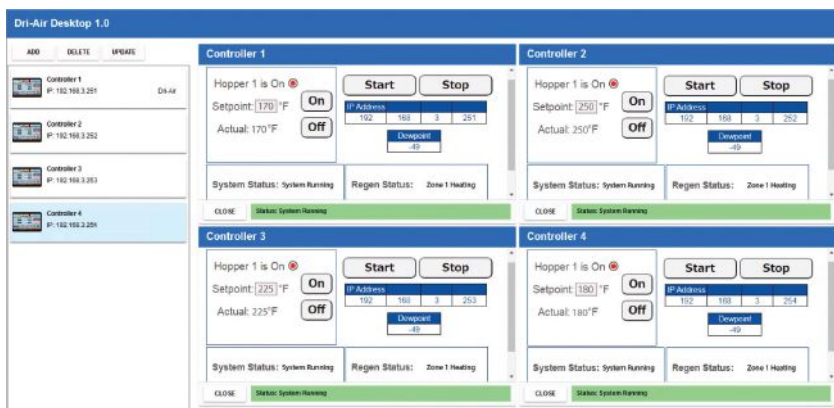 Dri-Air Desktop 1.0
ADD DELETE UPDATE
Controller 1
IP: 192.168.3.251 Dri-Air
Controller 2
IP: 192.168.3.252
Controller 3
IP: 192.168.3.253
Controller 4
IP: 192.168.3.254
Controller 1
Hopper 1 is On
Setpoint: 170 °F
Actual: 170°F
On
Off
Start Stop
IP Address
192 168 3 251
Dewpoint
-49
System Status: System Running
Regen Status: Zone 1 Heating
CLOSE Status: System Running
Controller 2
Hopper 1 is On
Setpoint: 250 °F
Actual: 250°F
On
Off
Start Stop
IP Address
192 168 3 252
Dewpoint
-49
System Status: System Running
Regen Status: Zone 1 Heating
CLOSE Status: System Running
Controller 3
Hopper 1 is On
Setpoint: 225 °F
Actual: 225°F
On
Off
Start Stop
IP Address
192 168 3 253
Dewpoint
-49
System Status: System Running
Regen Status: Zone 1 Heating
CLOSE Status: System Running
Controller 4
Hopper 1 is On
Setpoint: 180 °F
Actual: 180°F
On
Off
Start Stop
IP Address
192 168 3 254
Dewpoint
-49
System Status: System Running
Regen Status: Zone 1 Heating
CLOSE Status: System Running